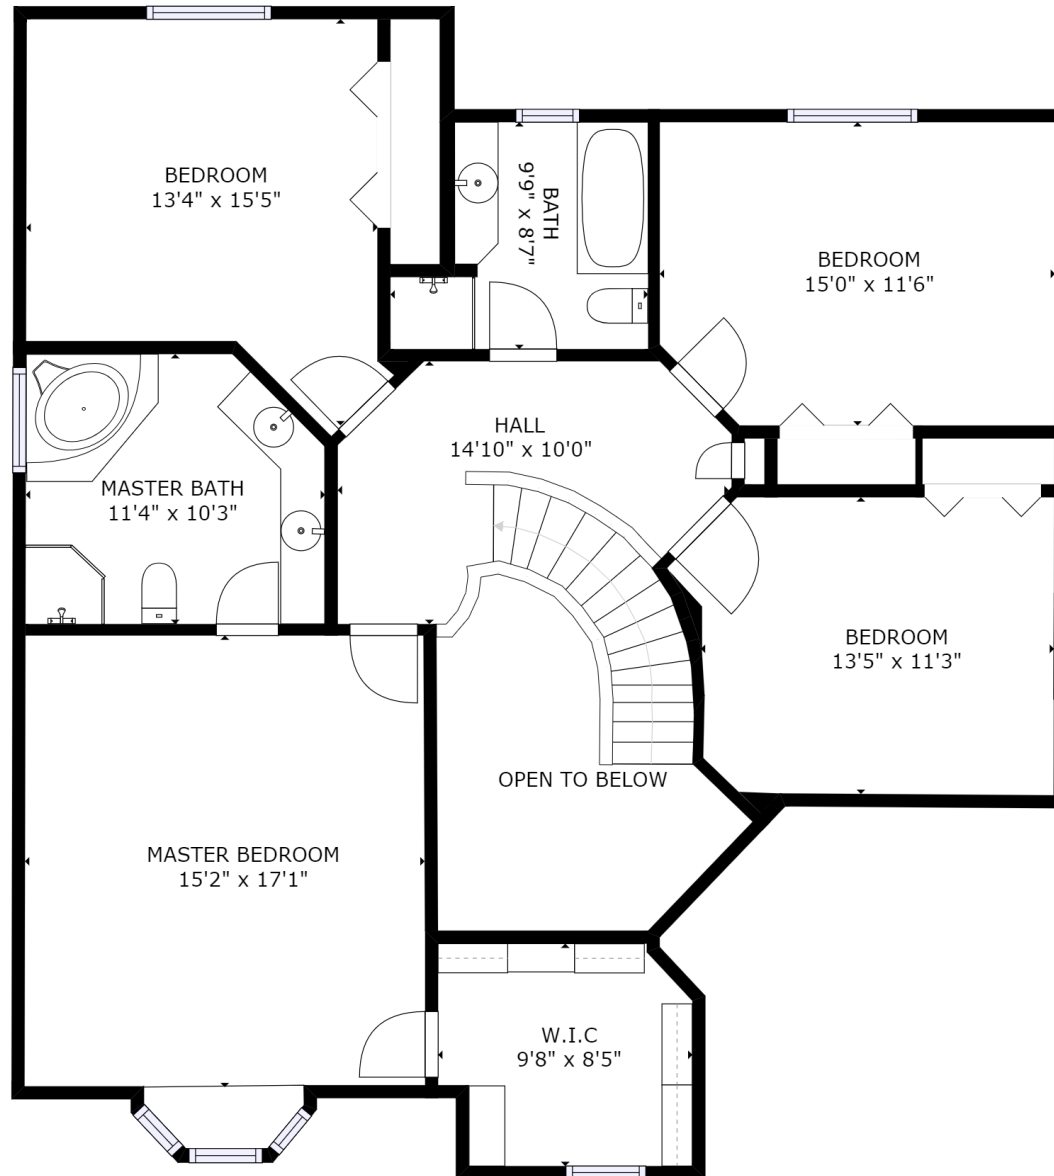 BEDROOM
13'4" x 15'5"
BATH
9'9" x 8'7"
BEDROOM
15'0" x 11'6"
HALL
14'10" x 10'0"
MASTER BATH
11'4" x 10'3"
BEDROOM
13'5" x 11'3"
OPEN TO BELOW
MASTER BEDROOM
15'2" x 17'1"
W.I.C
9'8" x 8'5"